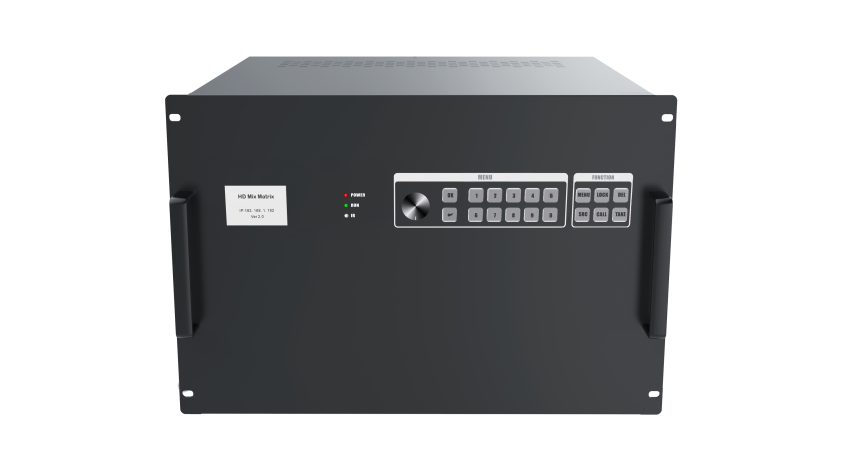 HD Mix Matrix
IP:192. 168. 1. 192
Ver 2.0
POWER
RUN
IR
MENU
OK 1 2 3 4 5
6 7 8 9 0
FUNCTION
MENU LOCK DEL
SRC CALL TAKE